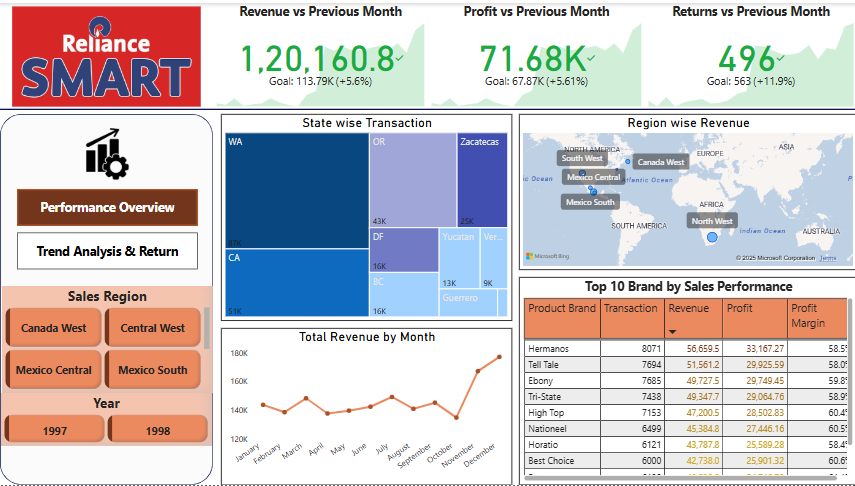 Reliance
SMART
Revenue vs Previous Month
1,20,160.8
Goal: 113.79K (+5.6%)
Profit vs Previous Month
71.68K
Goal: 67.87K (+5.61%)
Returns vs Previous Month
496
Goal: 563 (+11.9%)
Performance Overview
Trend Analysis & Return
Sales Region
Canada West
Central West
Mexico Central
Mexico South
Year
1997
1998
State wise Transaction
WA
CA
51K
OR
43K
Zacatecas
25K
DF
16K
BC
16K
Yucatan
13K
Ver...
9K
Guerrero
Total Revenue by Month
180K
160K
140K
120K
January
February
March
April
May
June
July
August
September
October
November
December
Region wise Revenue
NORTH AMERICA
EUROPE
ASIA
South West
Canada West
Mexico Central
Atlantic Ocean
Mexico South
AFRICA
North West
SOUTH AMERICA
Indian Ocean
AUSTRALIA
Microsoft Bing
© 2025 Microsoft Corporation Terms
Top 10 Brand by Sales Performance
Product Brand Transaction Revenue Profit Profit Margin
Hermanos 8071 56,659.5 33,167.27 58.5
Tell Tale 7694 51,561.2 29,925.59 58.0
Ebony 7685 49,727.5 29,749.45 59.8
Tri-State 7438 49,347.7 29,064.76 58.9
High Top 7153 47,200.5 28,502.83 60.4
Nationeel 6499 45,384.8 27,446.16 60.5
Horatio 6121 43,787.8 25,589.28 58.4
Best Choice 6000 42,738.0 25,901.32 60.6